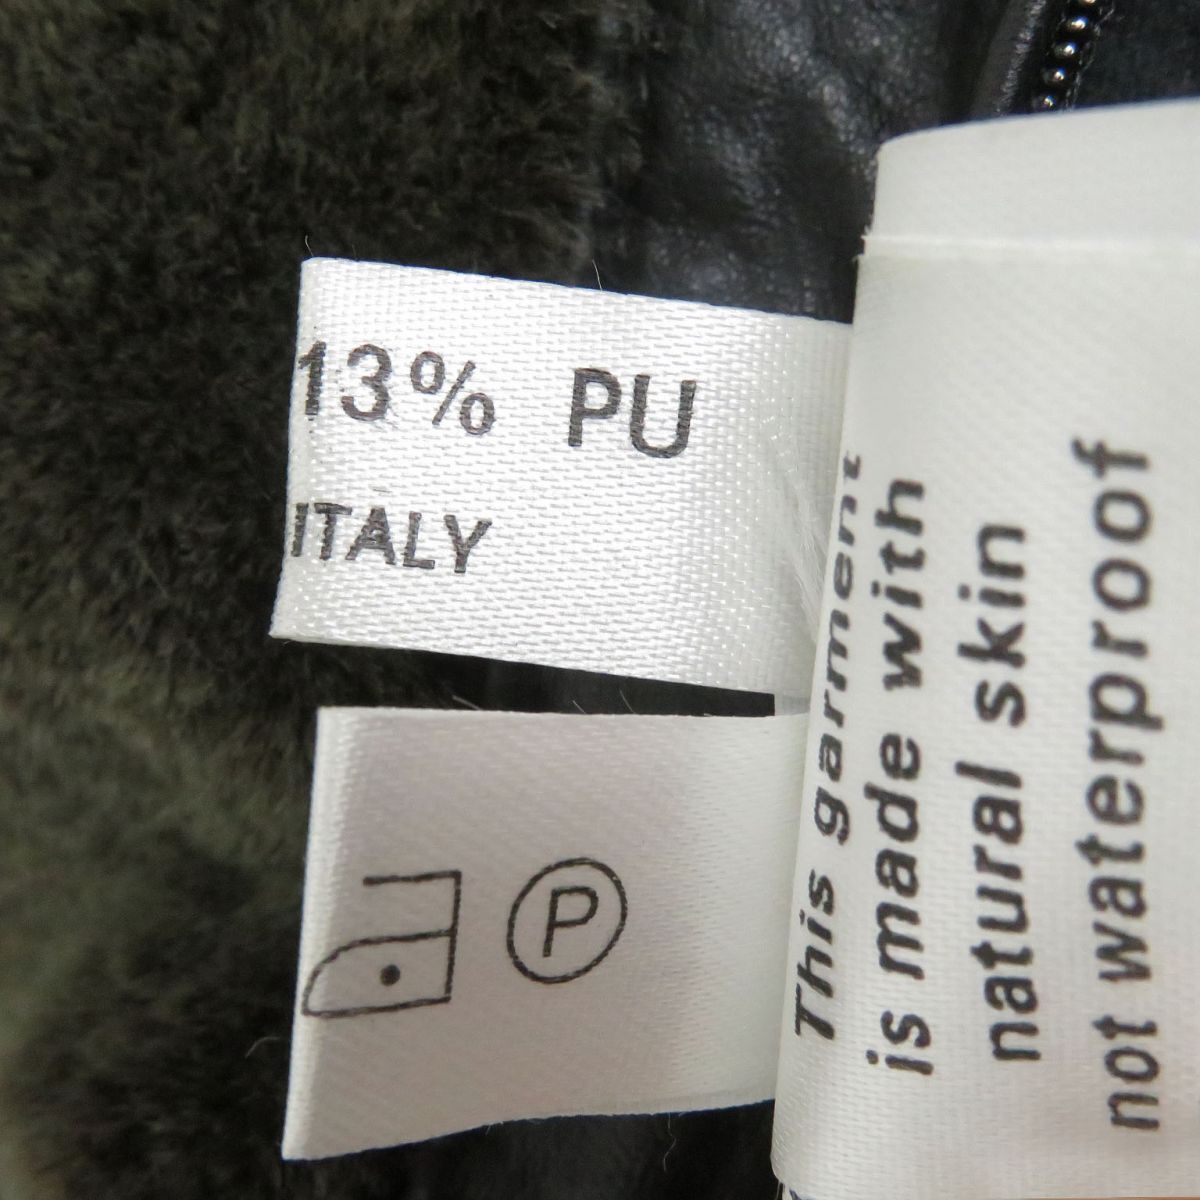 13% PU
ITALY
P
This garment
is made with
natural skin
not waterproof